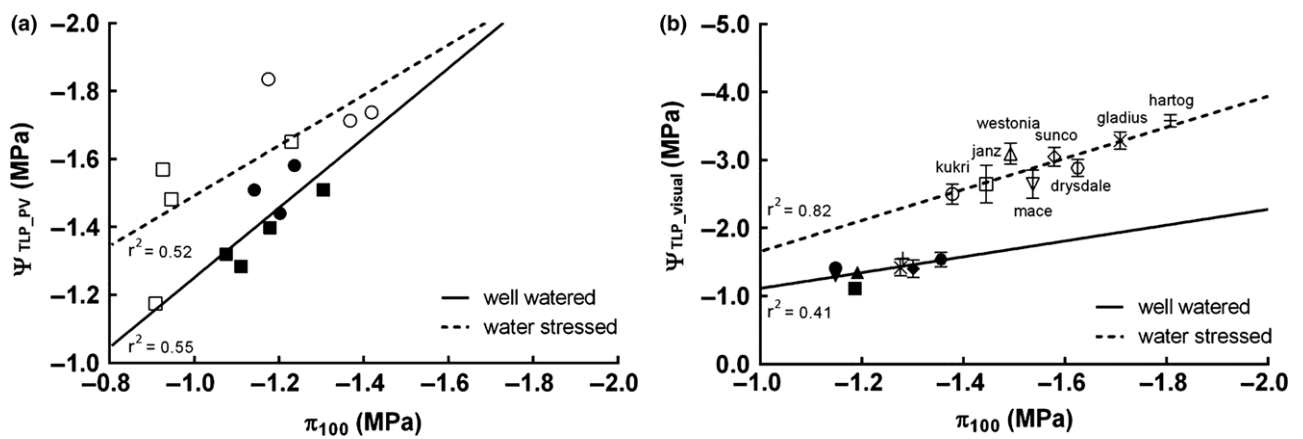 (a)
–2.0
–1.8
–1.6
–1.4
–1.2
–1.0
Ψ TLP_PV (MPa)
r² = 0.52
r² = 0.55
well watered
water stressed
–0.8 –1.0 –1.2 –1.4 –1.6 –1.8 –2.0
π100 (MPa)
(b)
–5.0
–4.0
–3.0
–2.0
–1.0
0.0
ΨTLP_visual (MPa)
hartog
gladius
sunco
westonia
janz
kukri
drysdale
mace
r² = 0.82
r² = 0.41
well watered
water stressed
–1.0 –1.2 –1.4 –1.6 –1.8 –2.0
π100 (MPa)